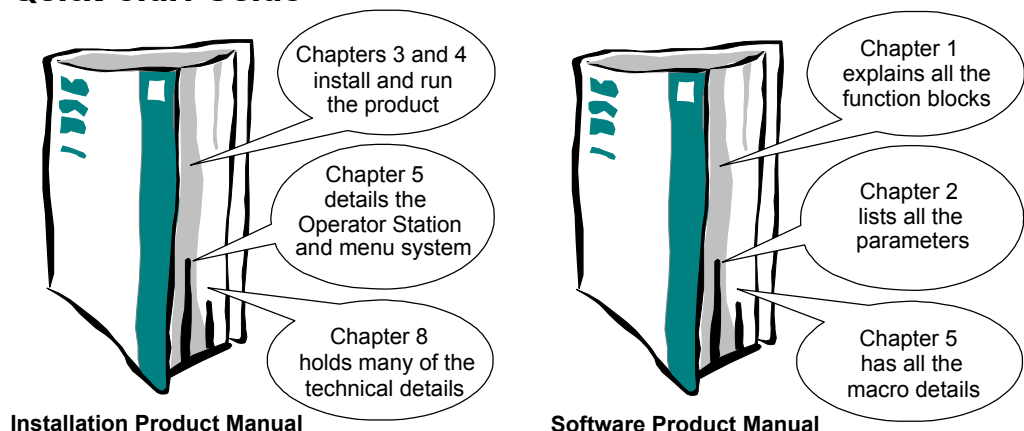 Chapters 3 and 4
install and run
the product
Chapter 5
details the
Operator Station
and menu system
Chapter 8
holds many of the
technical details
Installation Product Manual
Chapter 1
explains all the
function blocks
Chapter 2
lists all the
parameters
Chapter 5
has all the
macro details
Software Product Manual